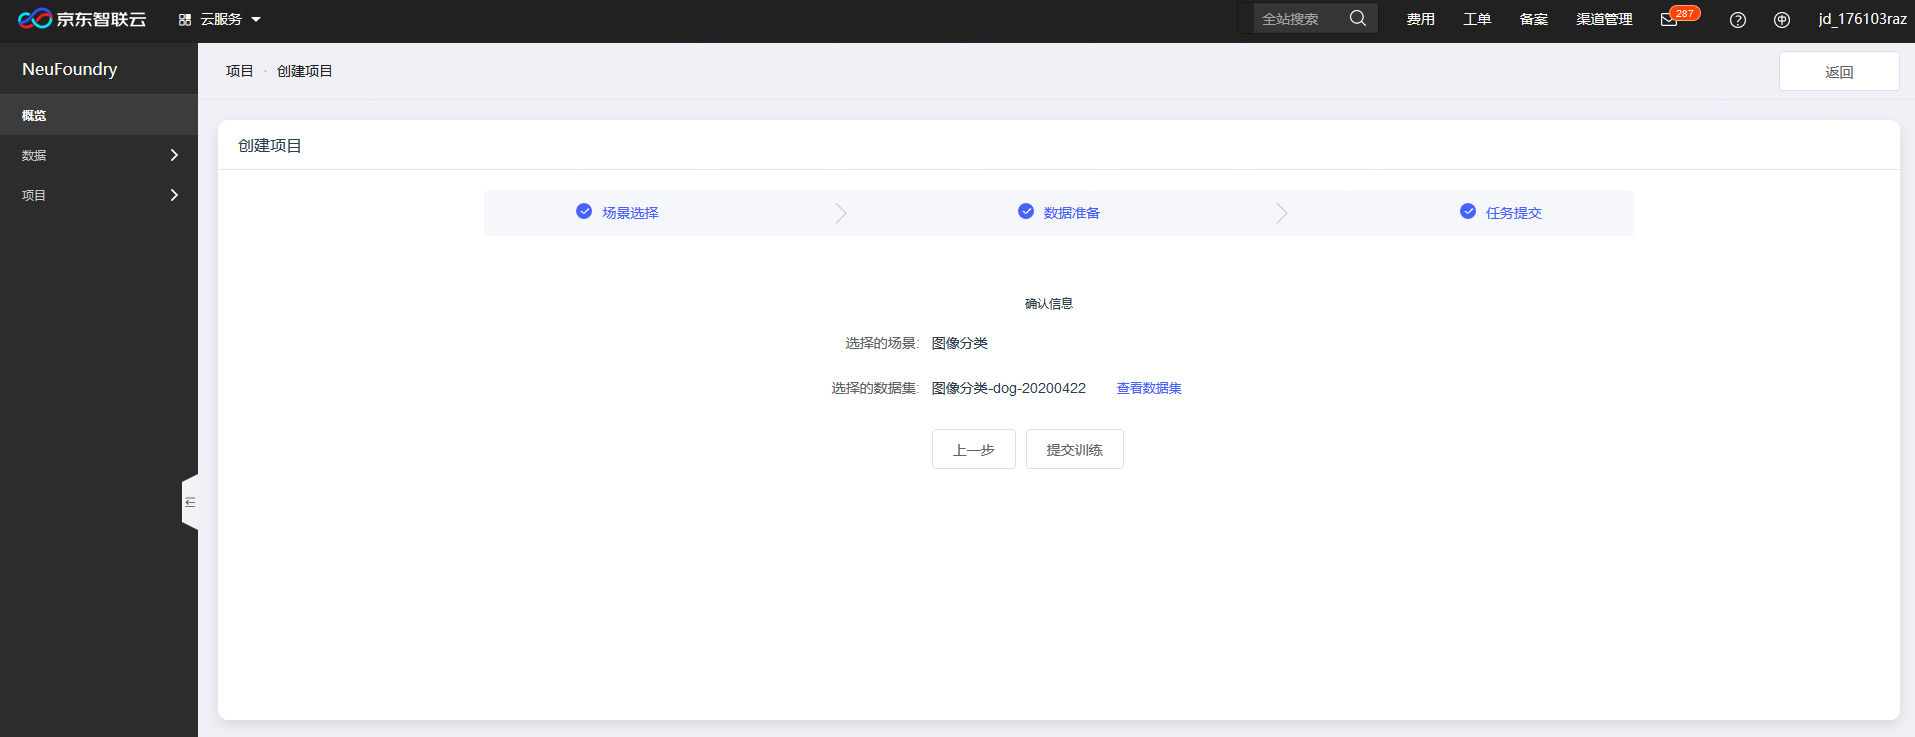 京东智联云 云服务 全站搜索 费用 工单 备案 渠道管理 287 jd_176103raz
NeuFoundry
概览
数据
项目
项目 · 创建项目 返回
创建项目
场景选择 数据准备 任务提交
确认信息
选择的场景: 图像分类
选择的数据集: 图像分类-dog-20200422 查看数据集
上一步 提交训练